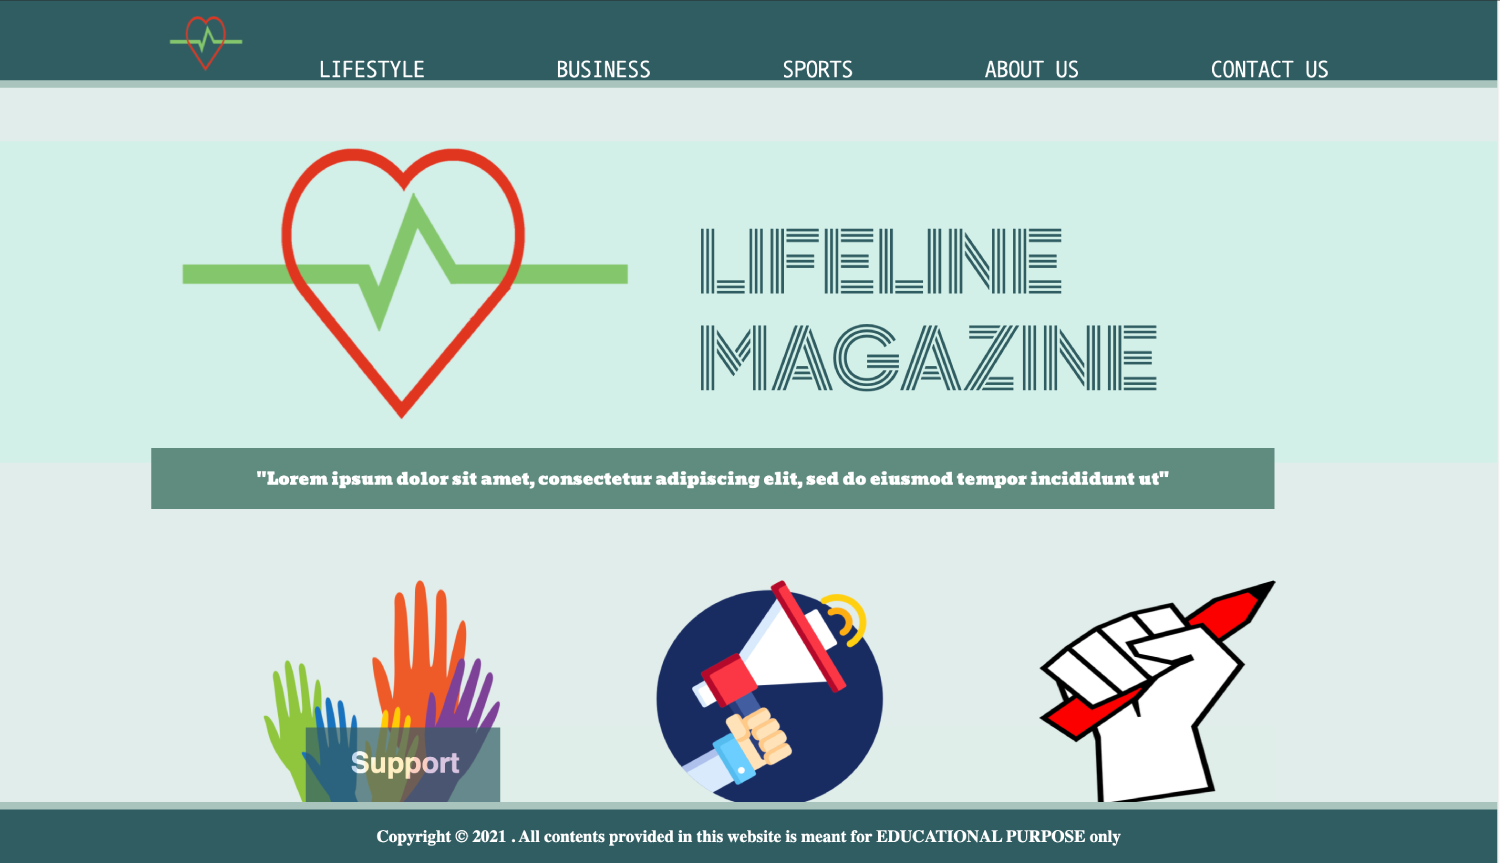 LIFESTYLE BUSINESS SPORTS ABOUT US CONTACT US
LIFELINE
MAGAZINE
"Lorem ipsum dolor sit amet, consectetur adipiscing elit, sed do eiusmod tempor incididunt ut"
Support
Copyright © 2021 . All contents provided in this website is meant for EDUCATIONAL PURPOSE only